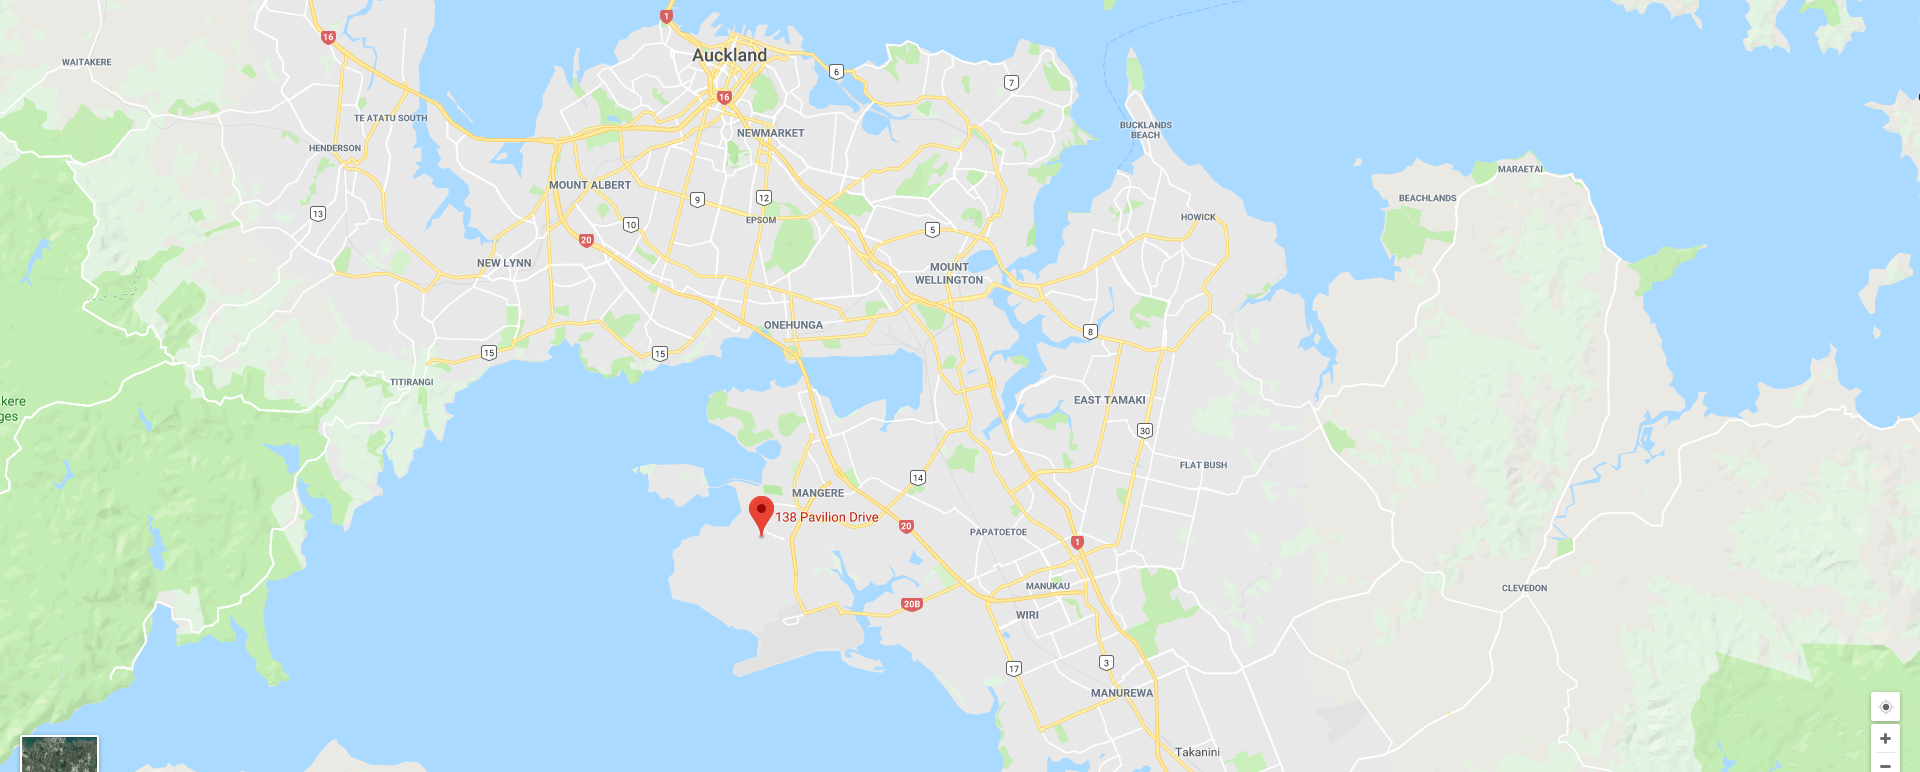 1
16
Auckland
WAITAKERE
6
7
16
TE ATATU SOUTH
BUCKLANDS
BEACH
NEWMARKET
HENDERSON
MARAETAI
MOUNT ALBERT
9
12
BEACHLANDS
13
EPSOM
HOWICK
10
5
20
NEW LYNN
MOUNT
WELLINGTON
ONEHUNGA
8
15
15
TITIRANGI
kere
ges
EAST TAMAKI
30
FLAT BUSH
14
MANGERE
138 Pavilion Drive
20
PAPATOETOE
1
MANUKAU
CLEVEDON
20B
WIRI
17
3
MANUREWA
Takanini